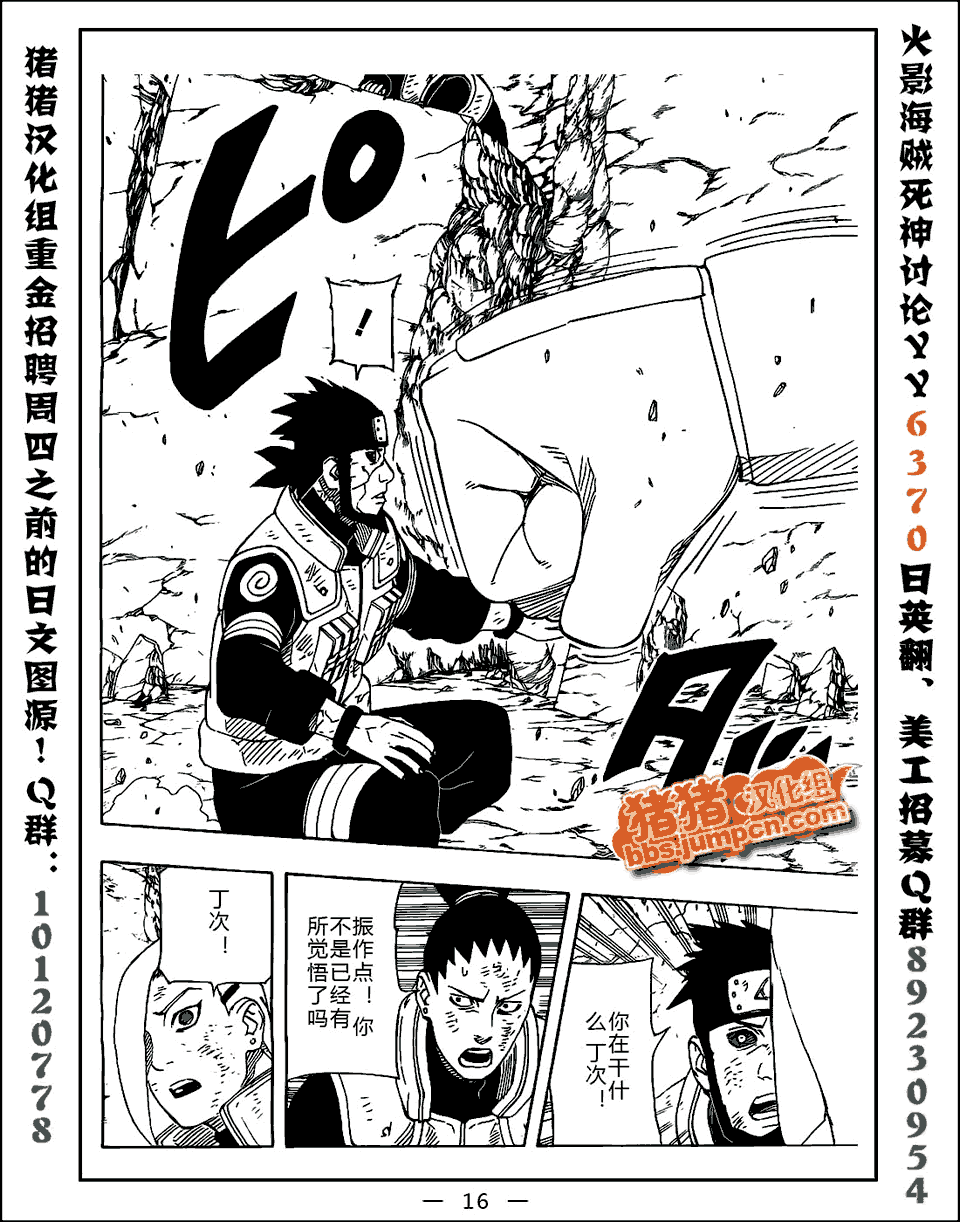 火影海贼死神讨论YY6370日英翻、美工招募Q群892330954
猪猪汉化组重金招聘周四之前的日文图源！Q群：101220778
ピ
タ
！
猪猪汉化组
bbs.jumpcn.com
你在干什
么 丁次！
振作点！你
不是已经有
所觉悟了吗
丁次！
— 16 —